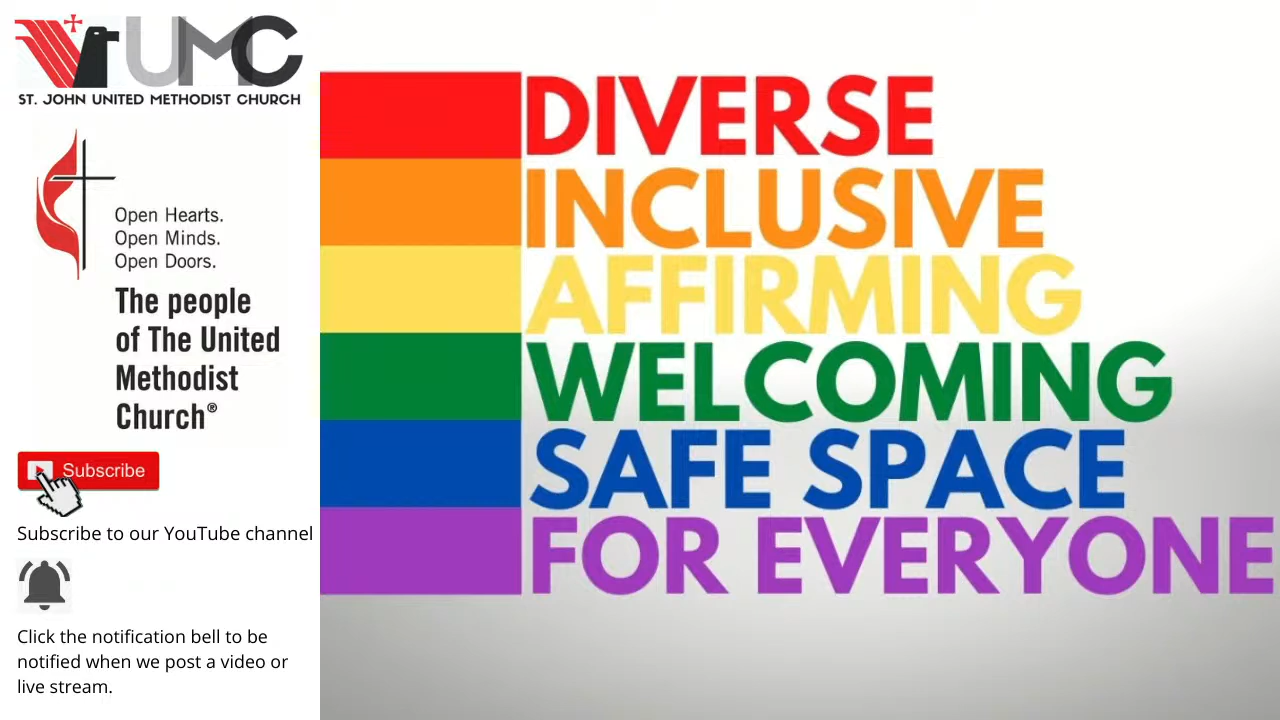 UMC
ST. JOHN UNITED METHODIST CHURCH
Open Hearts.
Open Minds.
Open Doors.
The people
of The United
Methodist
Church®
Subscribe
Subscribe to our YouTube channel
Click the notification bell to be
notified when we post a video or
live stream.
DIVERSE
INCLUSIVE
AFFIRMING
WELCOMING
SAFE SPACE
FOR EVERYONE